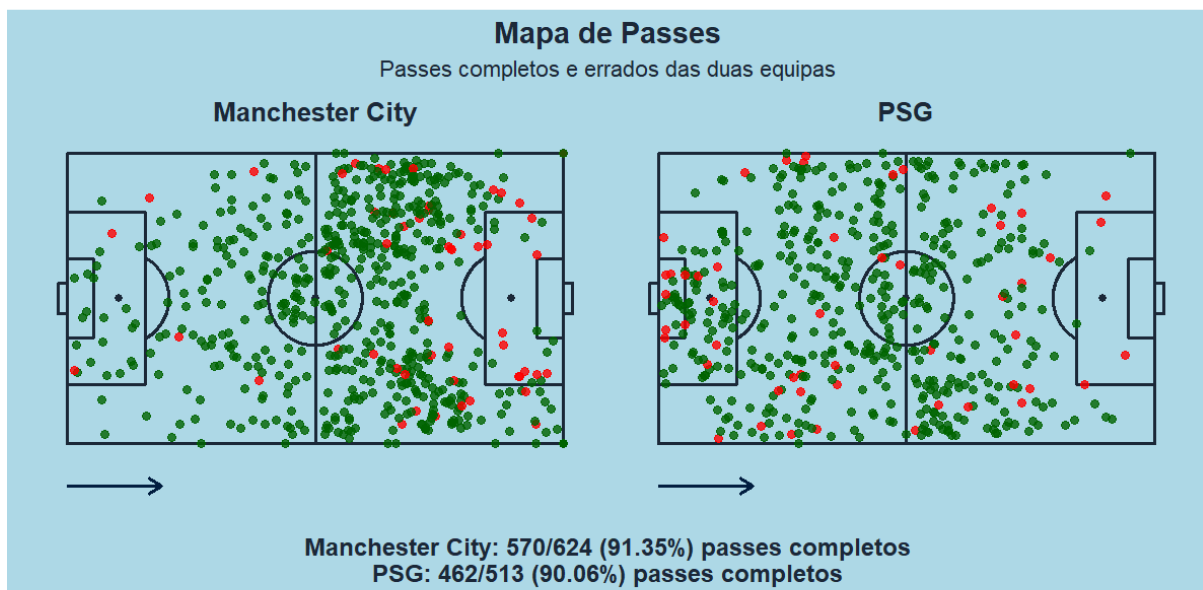 Mapa de Passes
Passes completos e errados das duas equipas
Manchester City
PSG
Manchester City: 570/624 (91.35%) passes completos
PSG: 462/513 (90.06%) passes completos